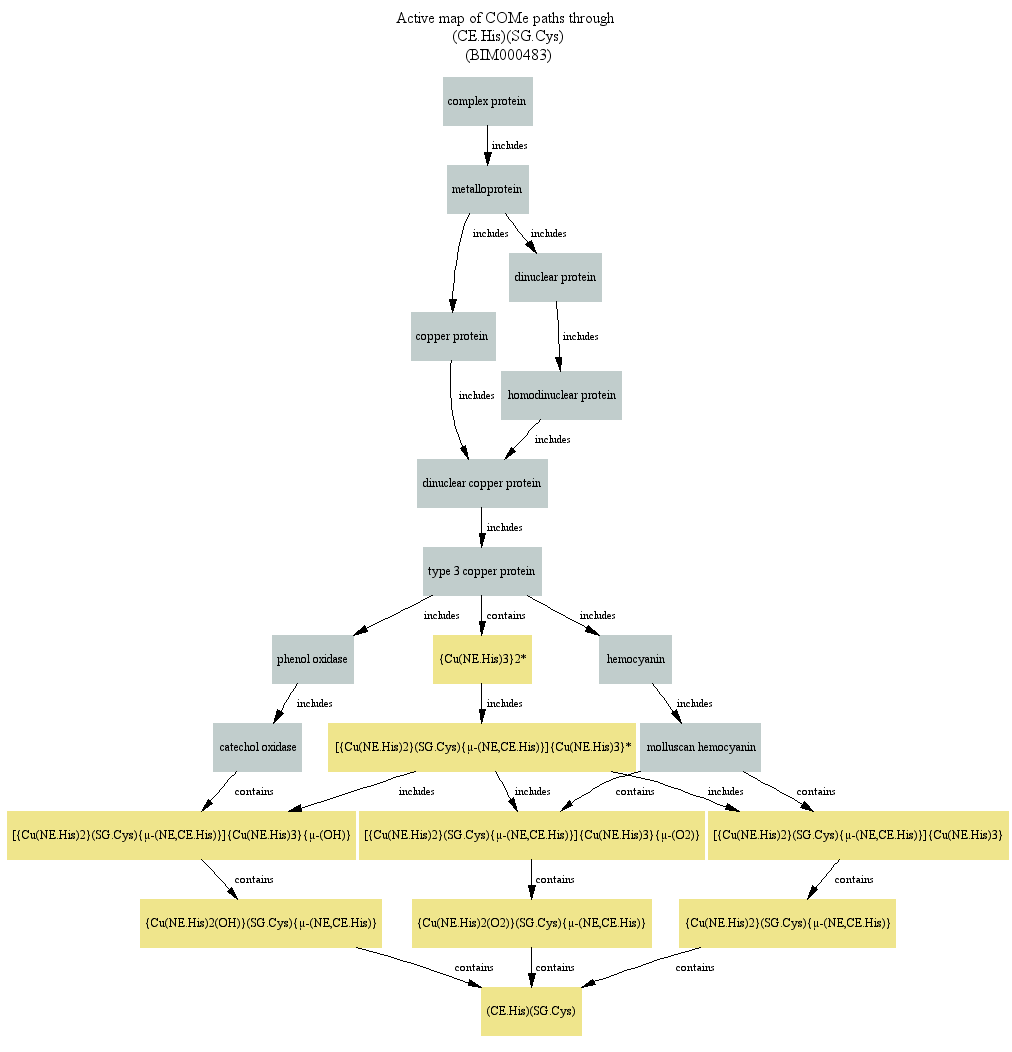 Active map of COMe paths through
(CE.His)(SG.Cys)
(BIM000483)
complex protein
includes
metalloprotein
includes
includes
dinuclear protein
copper protein
includes
includes
homodinuclear protein
includes
dinuclear copper protein
includes
type 3 copper protein
includes
contains
includes
phenol oxidase
{Cu(NE.His)3}2*
hemocyanin
includes
includes
includes
catechol oxidase
[{Cu(NE.His)2}(SG.Cys){μ-(NE,CE.His)}]{Cu(NE.His)3}*
molluscan hemocyanin
contains
includes
includes
contains
includes
contains
[{Cu(NE.His)2}(SG.Cys){μ-(NE,CE.His)}]{Cu(NE.His)3}{μ-(OH)}
[{Cu(NE.His)2}(SG.Cys){μ-(NE,CE.His)}]{Cu(NE.His)3}{μ-(O2)}
[{Cu(NE.His)2}(SG.Cys){μ-(NE,CE.His)}]{Cu(NE.His)3}
contains
contains
contains
{Cu(NE.His)2(OH)}(SG.Cys){μ-(NE,CE.His)}
{Cu(NE.His)2(O2)}(SG.Cys){μ-(NE,CE.His)}
{Cu(NE.His)2}(SG.Cys){μ-(NE,CE.His)}
contains
contains
contains
(CE.His)(SG.Cys)